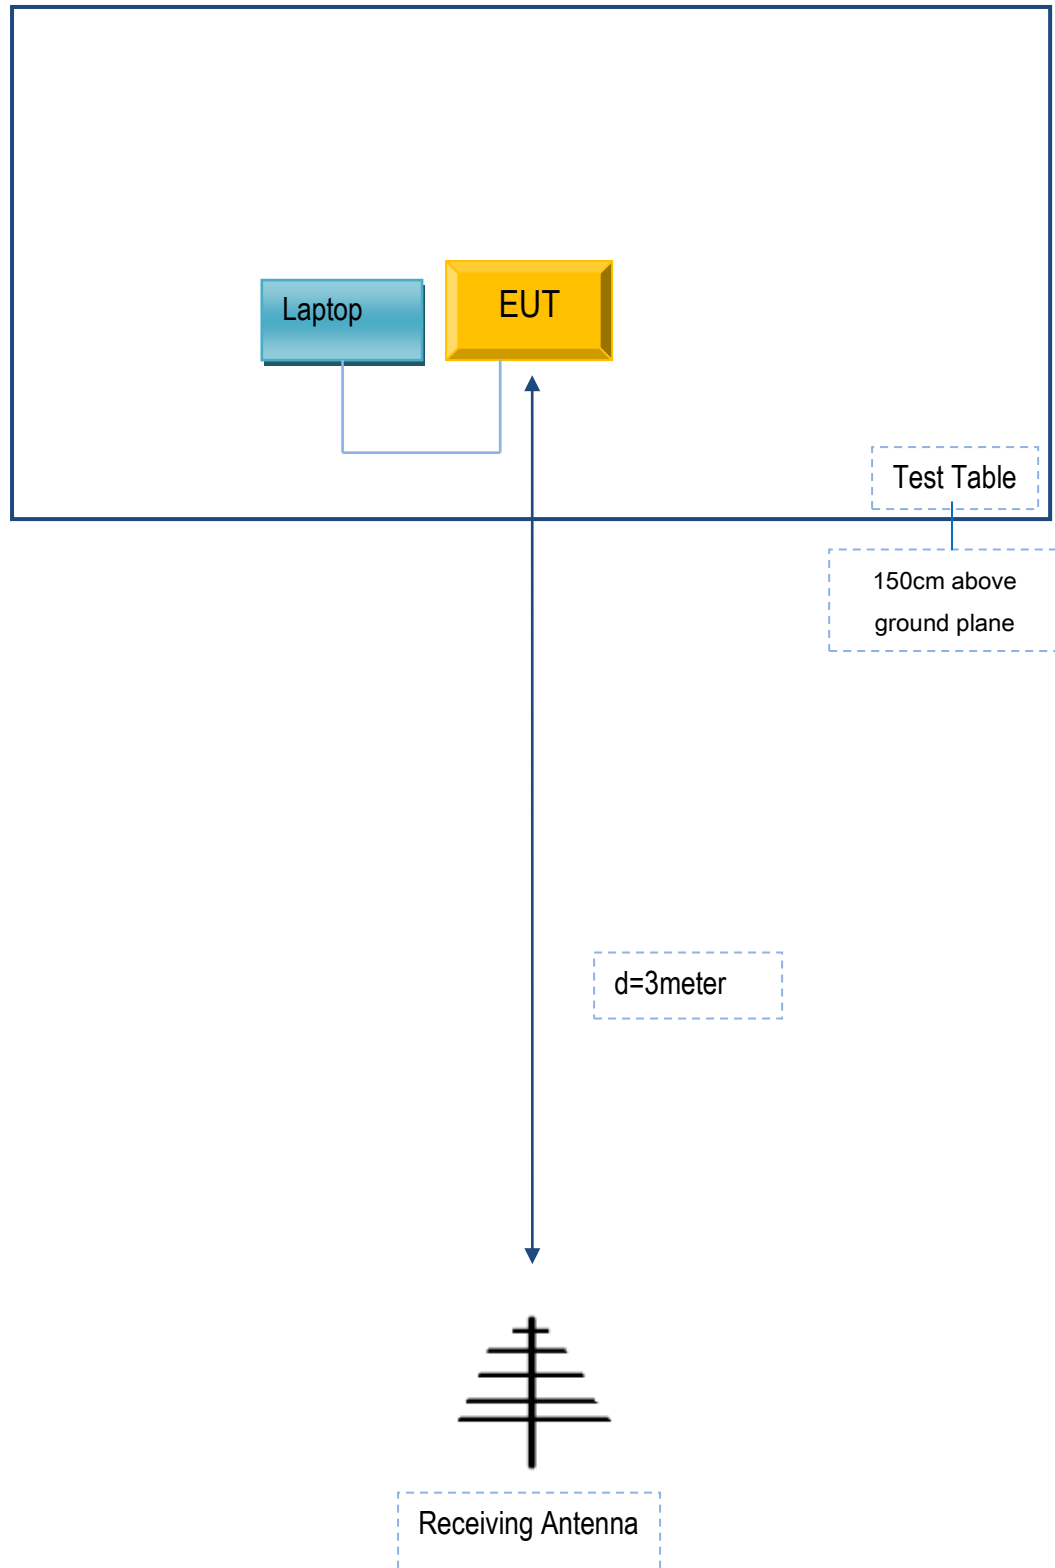 Laptop
EUT
Test Table
150cm above
ground plane
d=3meter
Receiving Antenna